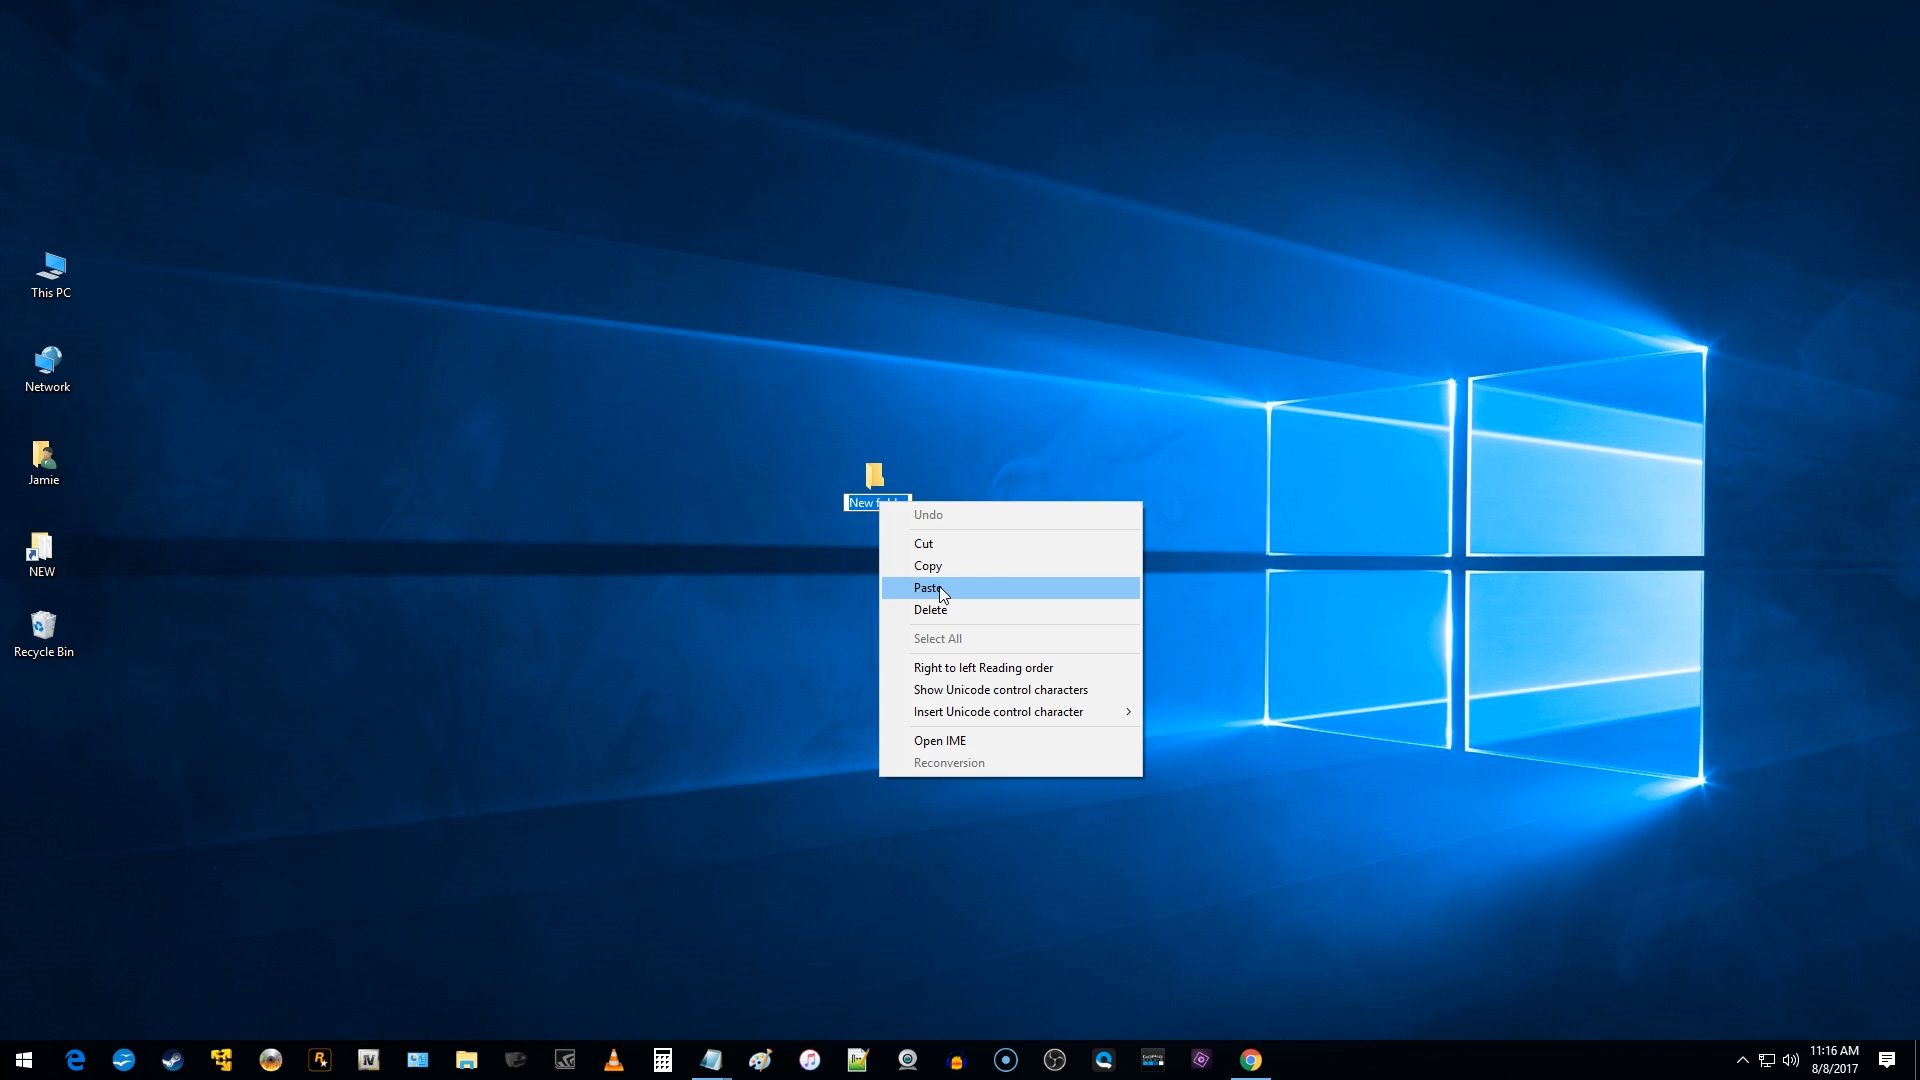 This PC
Network
Jamie
NEW
Recycle Bin
New
Undo
Cut
Copy
Paste
Delete
Select All
Right to left Reading order
Show Unicode control characters
Insert Unicode control character
Open IME
Reconversion
11:16 AM
8/8/2017